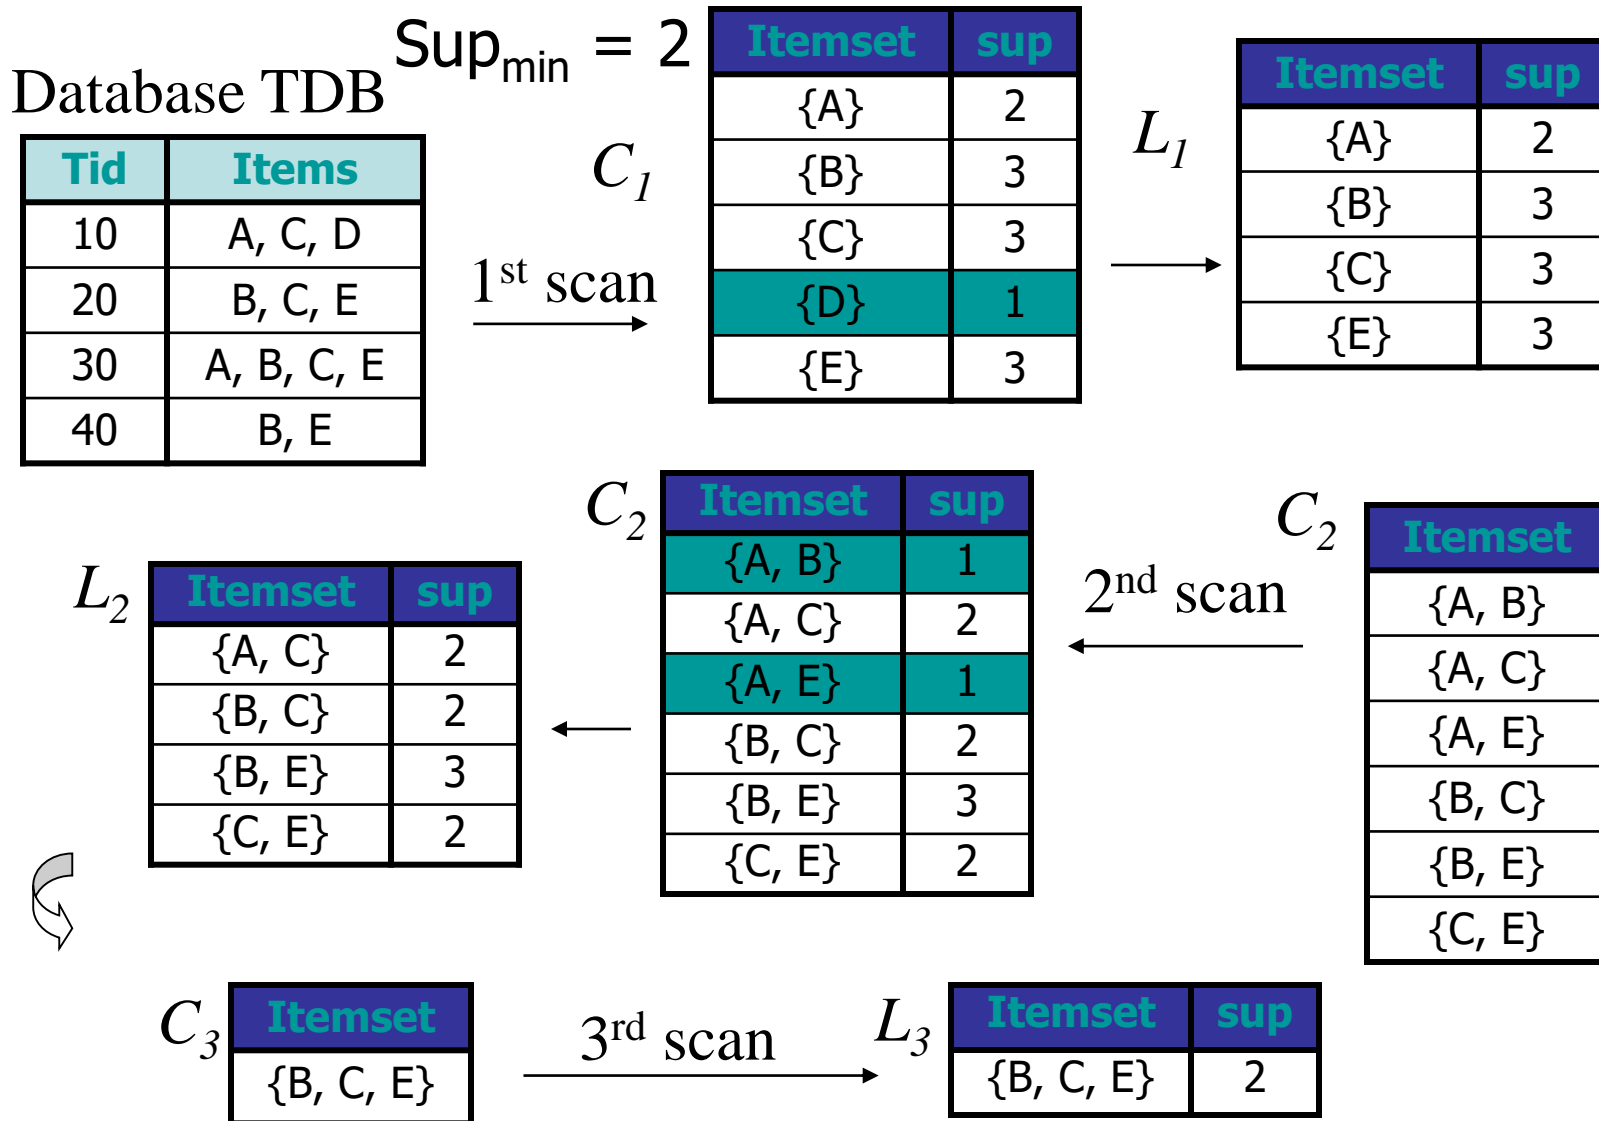 Sup_min = 2
Database TDB
Tid Items
10 A, C, D
20 B, C, E
30 A, B, C, E
40 B, E
1st scan
C1
Itemset sup
{A} 2
{B} 3
{C} 3
{D} 1
{E} 3
L1
Itemset sup
{A} 2
{B} 3
{C} 3
{E} 3
C2
Itemset
{A, B}
{A, C}
{A, E}
{B, C}
{B, E}
{C, E}
2nd scan
C2
Itemset sup
{A, B} 1
{A, C} 2
{A, E} 1
{B, C} 2
{B, E} 3
{C, E} 2
L2
Itemset sup
{A, C} 2
{B, C} 2
{B, E} 3
{C, E} 2
C3
Itemset
{B, C, E}
3rd scan
L3
Itemset sup
{B, C, E} 2